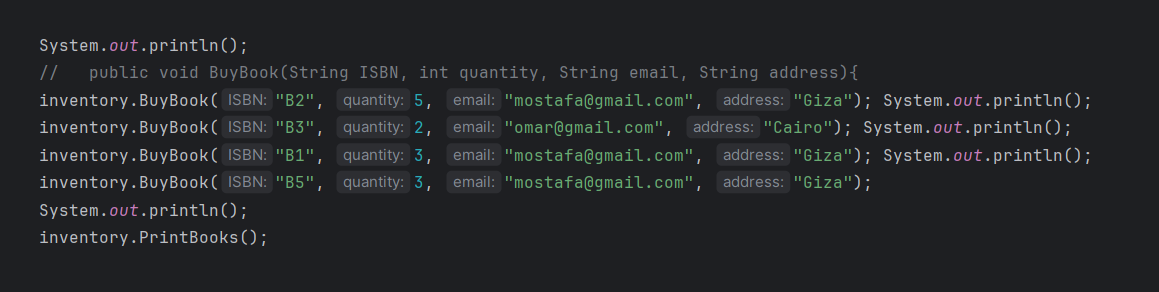 System.out.println();
//   public void BuyBook(String ISBN, int quantity, String email, String address){
inventory.BuyBook( ISBN: "B2", quantity: 5, email: "mostafa@gmail.com", address: "Giza"); System.out.println();
inventory.BuyBook( ISBN: "B3", quantity: 2, email: "omar@gmail.com", address: "Cairo"); System.out.println();
inventory.BuyBook( ISBN: "B1", quantity: 3, email: "mostafa@gmail.com", address: "Giza"); System.out.println();
inventory.BuyBook( ISBN: "B5", quantity: 3, email: "mostafa@gmail.com", address: "Giza");
System.out.println();
inventory.PrintBooks();